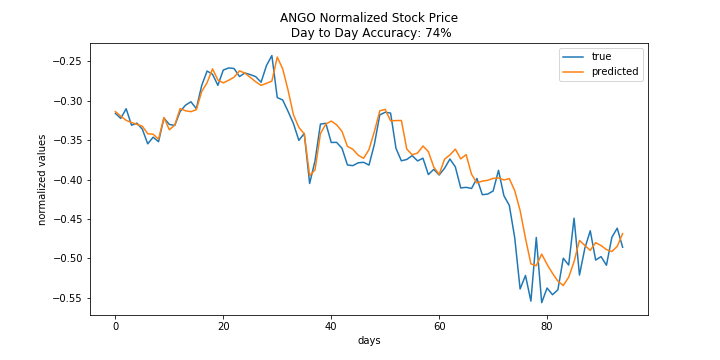 ANGO Normalized Stock Price
Day to Day Accuracy: 74%
true
predicted
normalized values
−0.25
−0.30
−0.35
−0.40
−0.45
−0.50
−0.55
0
20
40
60
80
days